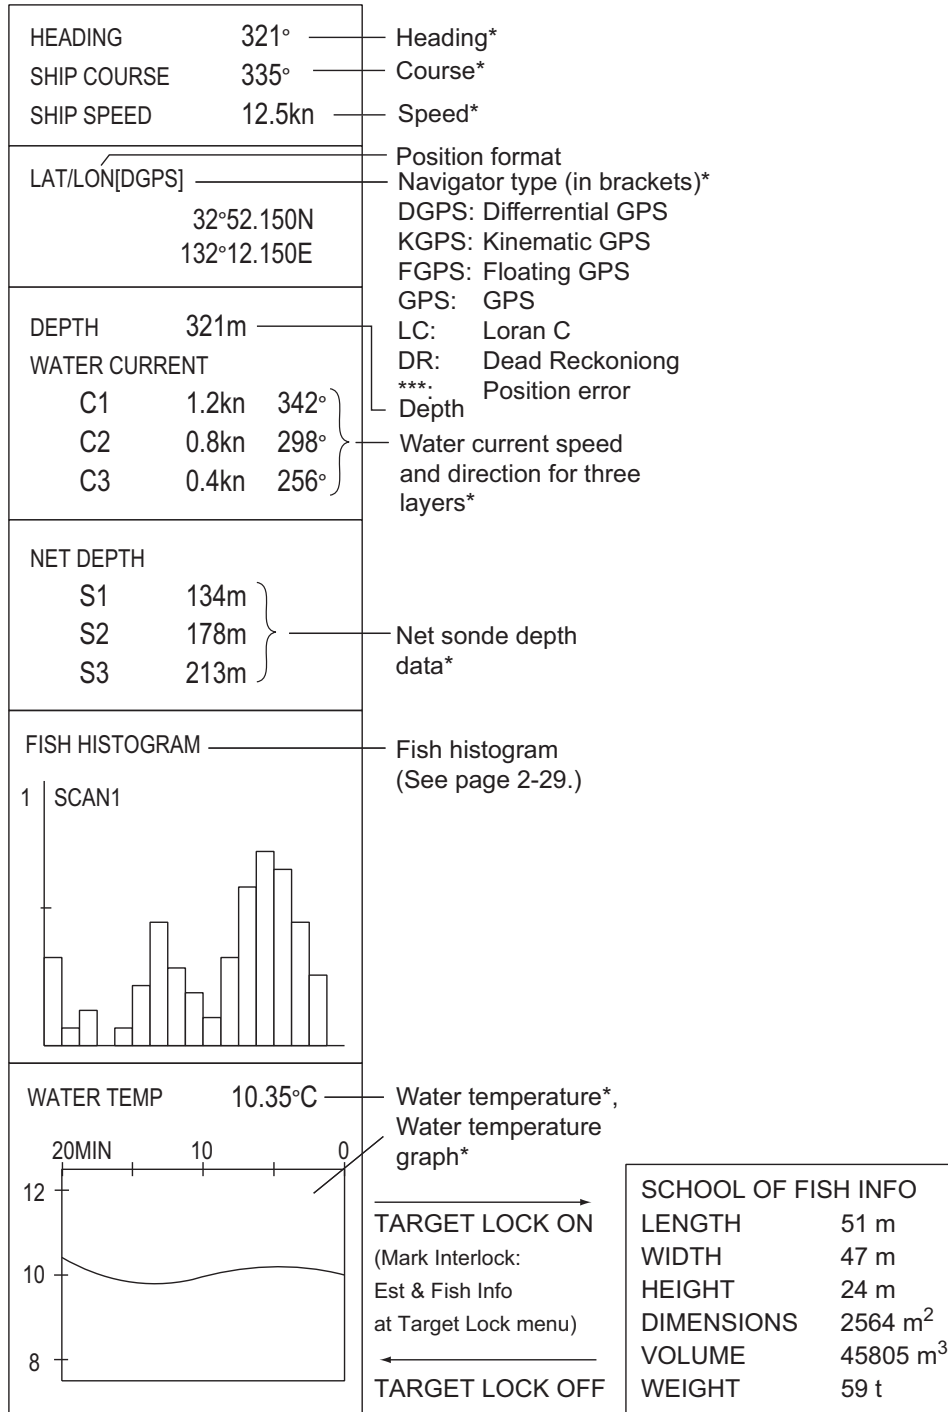 HEADING 321° Heading*
SHIP COURSE 335° Course*
SHIP SPEED 12.5kn Speed*
Position format
LAT/LON[DGPS] Navigator type (in brackets)*
32°52.150N
132°12.150E
DGPS: Differrential GPS
KGPS: Kinematic GPS
FGPS: Floating GPS
GPS: GPS
LC: Loran C
DR: Dead Reckoniong
***: Position error
DEPTH 321m Depth
WATER CURRENT
C1 1.2kn 342°
C2 0.8kn 298°
C3 0.4kn 256°
Water current speed
and direction for three
layers*
NET DEPTH
S1 134m
S2 178m
S3 213m
Net sonde depth
data*
FISH HISTOGRAM Fish histogram
(See page 2-29.)
1 SCAN1
WATER TEMP 10.35°C Water temperature*,
Water temperature
graph*
20MIN 10 0
12
10
8
TARGET LOCK ON
(Mark Interlock:
Est & Fish Info
at Target Lock menu)
TARGET LOCK OFF
SCHOOL OF FISH INFO
LENGTH 51 m
WIDTH 47 m
HEIGHT 24 m
DIMENSIONS 2564 m²
VOLUME 45805 m³
WEIGHT 59 t